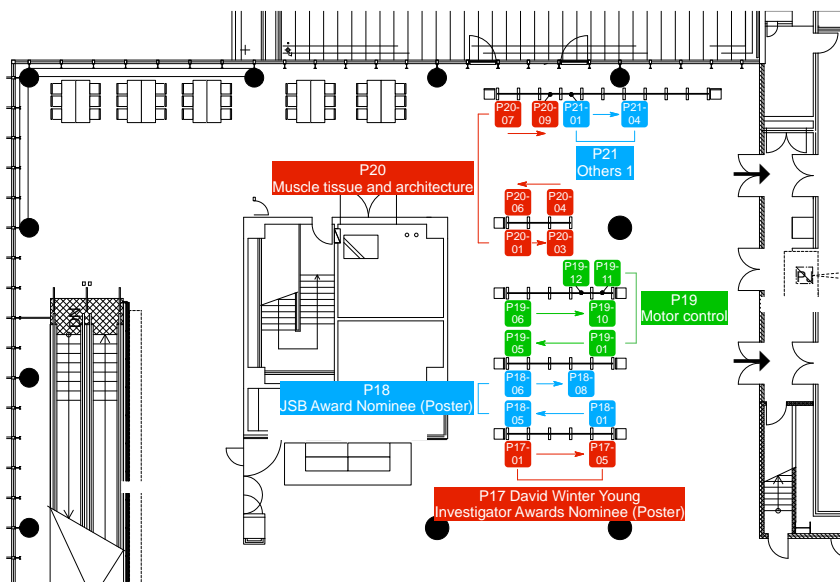 P20-
07
P20-
09
P21-
01
P21-
04
P21
Others 1
P20
Muscle tissue and architecture
P20-
06
P20-
04
P20-
01
P20-
03
P19-
12
P19-
11
P19
Motor control
P19-
06
P19-
10
P19-
05
P19-
01
P18-
06
P18-
08
P18
JSB Award Nominee (Poster)
P18-
05
P18-
01
P17-
01
P17-
05
P17 David Winter Young
Investigator Awards Nominee (Poster)
DN